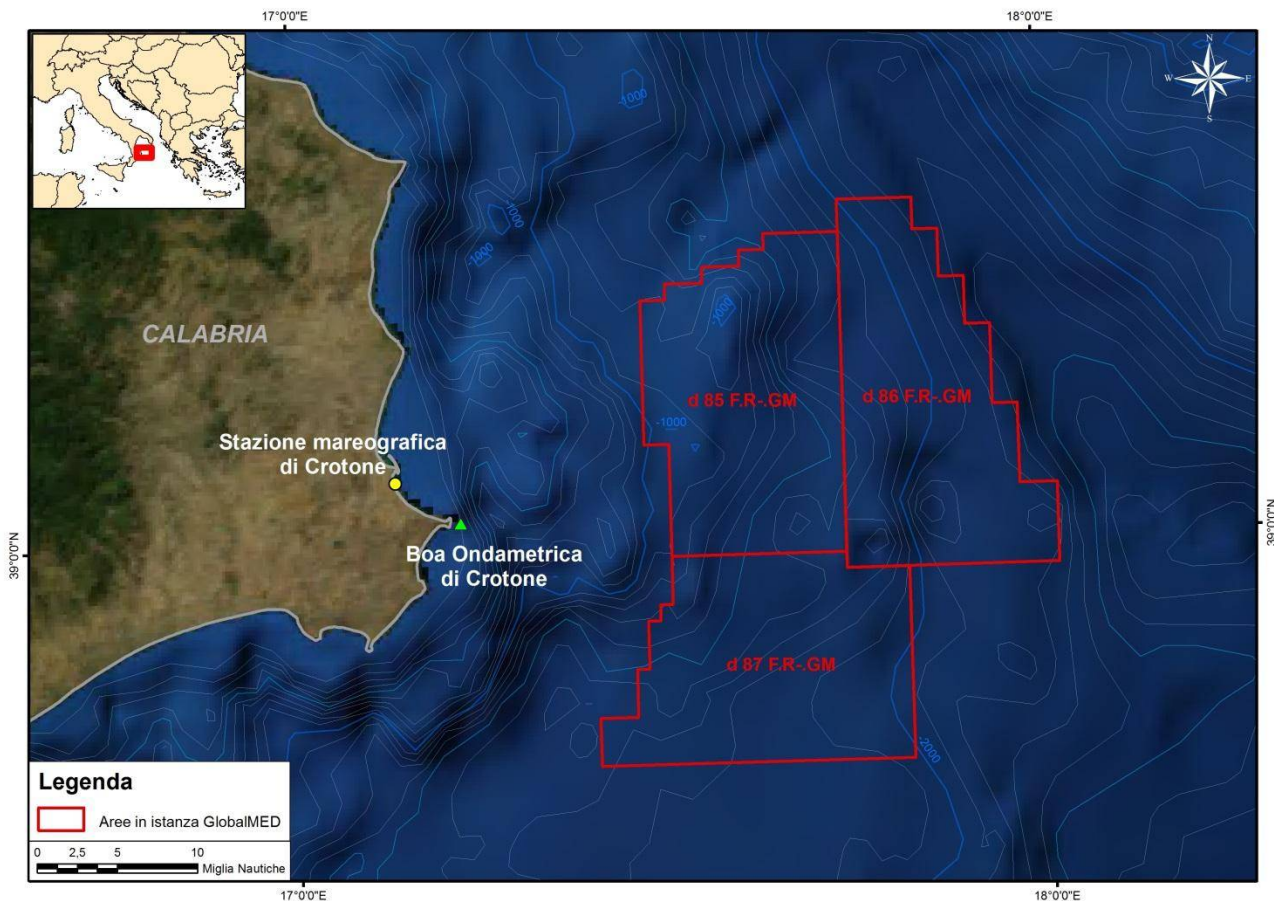 17°0'0"E
18°0'0"E
N
W
E
S
-1000
-1000
-1000
CALABRIA
-1000
d 85 F.R-.GM
d 86 F.R-.GM
-1000
Stazione mareografica
di Crotone
Boa Ondametrica
di Crotone
39°0'0"N
39°0'0"N
d 87 F.R-.GM
-2000
Legenda
Aree in istanza GlobalMED
0 2,5 5 10
Miglia Nautiche
17°0'0"E
18°0'0"E